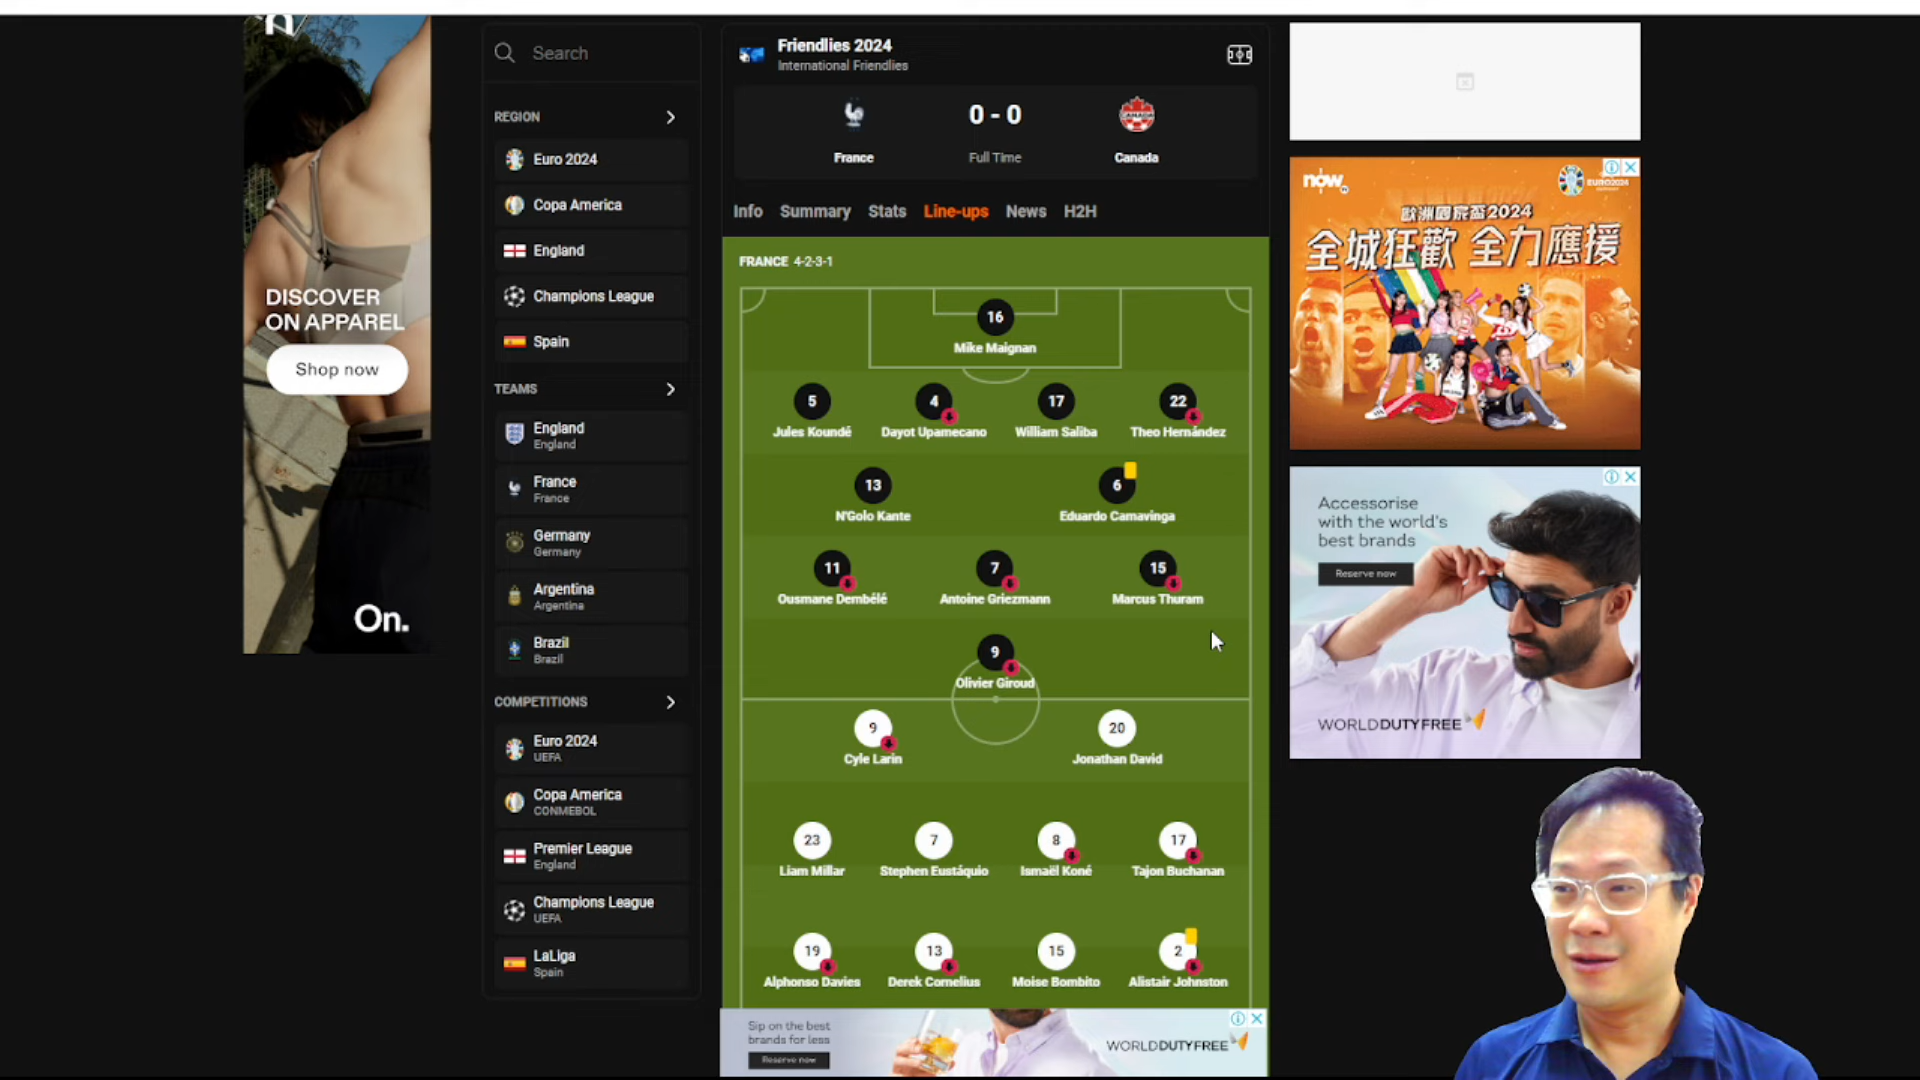 DISCOVER
ON APPAREL
Shop now
On.
Search
REGION
Euro 2024
Copa America
England
Champions League
Spain
TEAMS
England
England
France
France
Germany
Germany
Argentina
Argentina
Brazil
Brazil
COMPETITIONS
Euro 2024
UEFA
Copa America
CONMEBOL
Premier League
England
Champions League
UEFA
LaLiga
Spain
Friendlies 2024
International Friendlies
0 - 0
France
Full Time
Canada
CANADA
Info Summary Stats Line-ups News H2H
FRANCE 4-2-3-1
16
Mike Maignan
5 4 17 22
Jules Koundé Dayot Upamecano William Saliba Theo Hernández
13 6
N'Golo Kante Eduardo Camavinga
11 7 15
Ousmane Dembélé Antoine Griezmann Marcus Thuram
9
Olivier Giroud
9 20
Cyle Larin Jonathan David
23 7 8 17
Liam Millar Stephen Eustáquio Ismaël Koné Tajon Buchanan
19 13 15 2
Alphonso Davies Derek Cornelius Moise Bombito Alistair Johnston
Sip on the best
brands for less
Reserve now
WORLDDUTYFREE
now
EURO2024
歐洲國家盃2024
全城狂歡 全力應援
Accessorise
with the world's
best brands
Reserve now
WORLDDUTYFREE